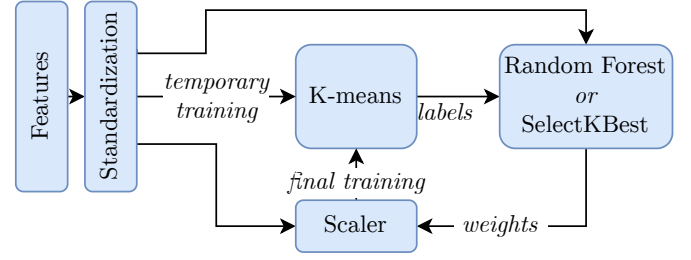 Features
Standardization
temporary
training
K-means
labels
Random Forest
or
SelectKBest
final training
Scaler
weights